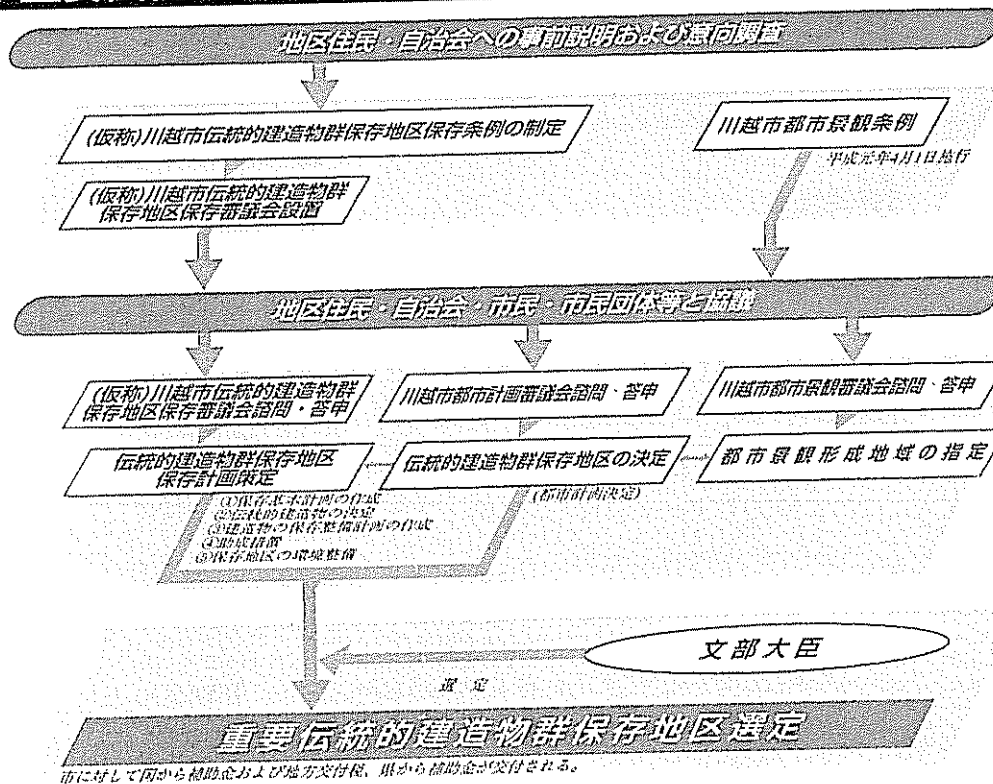 地区住民・自治会への事前説明および意向調査
(仮称)川越市伝統的建造物群保存地区保存条例の制定
川越市都市景観条例
平成元年4月1日施行
(仮称)川越市伝統的建造物群
保存地区保存審議会設置
地区住民・自治会・市民・市民団体等と協議
(仮称)川越市伝統的建造物群
保存地区保存審議会諮問・答申
川越市都市計画審議会諮問・答申
川越市都市景観審議会諮問・答申
伝統的建造物群保存地区
保存計画策定
伝統的建造物群保存地区の決定
都市景観形成地域の指定
(都市計画決定)
①保存基本計画の作成
②伝統的建造物の決定
③建造物の保存整備計画の作成
④助成措置
⑤保存地区の環境整備
文部大臣
選定
重要伝統的建造物群保存地区選定
市に対して国から補助金および地方交付税、県から補助金が交付される。